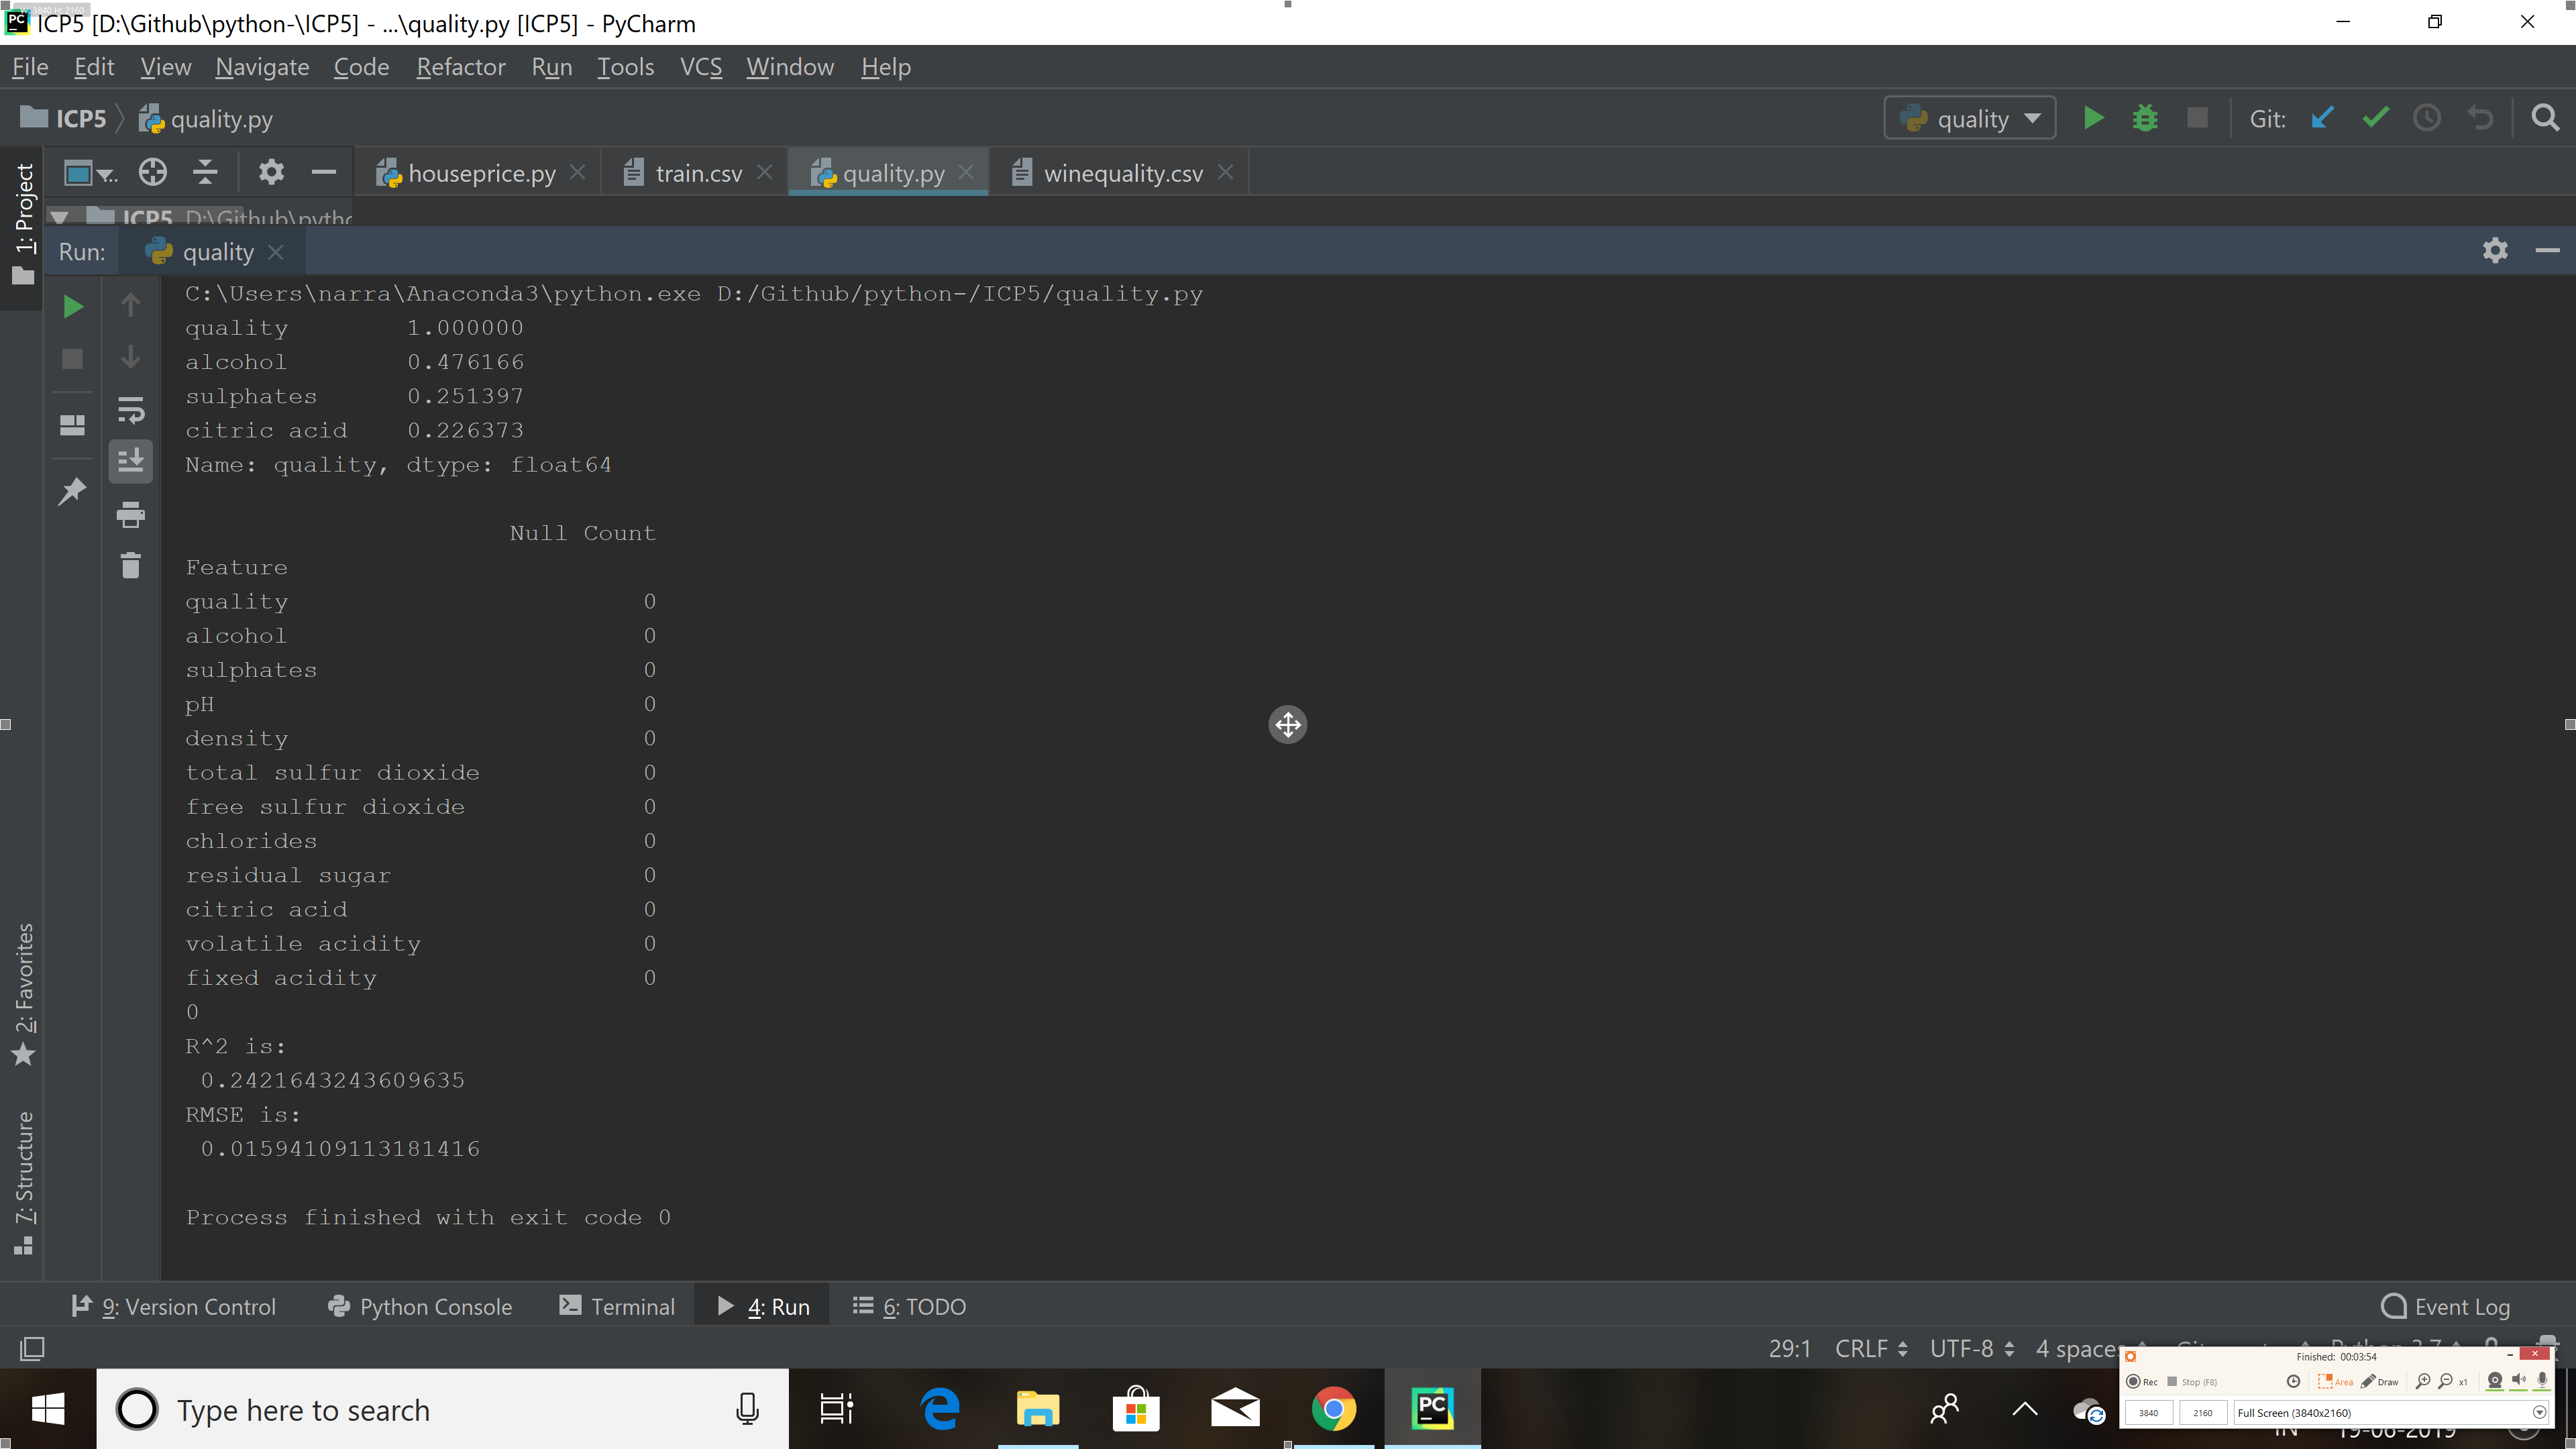 W: 3840 H: 2160
ICP5 [D:\Github\python-\ICP5] - ...\quality.py [ICP5] - PyCharm
File Edit View Navigate Code Refactor Run Tools VCS Window Help
ICP5 quality.py quality Git:
1: Project
houseprice.py train.csv quality.py winequality.csv
ICP5 D:\Github\pytho
Run: quality
C:\Users\narra\Anaconda3\python.exe D:/Github/python-/ICP5/quality.py
quality 1.000000
alcohol 0.476166
sulphates 0.251397
citric acid 0.226373
Name: quality, dtype: float64
Null Count
Feature
quality 0
alcohol 0
sulphates 0
pH 0
density 0
total sulfur dioxide 0
free sulfur dioxide 0
chlorides 0
residual sugar 0
citric acid 0
volatile acidity 0
fixed acidity 0
0
R^2 is:
0.2421643243609635
RMSE is:
0.01594109113181416
Process finished with exit code 0
2: Favorites
7: Structure
9: Version Control Python Console Terminal 4: Run 6: TODO Event Log
29:1 CRLF UTF-8 4 spaces
Finished: 00:03:54
Rec Stop (F8) Area Draw x1
3840 2160 Full Screen (3840x2160)
Type here to search
PC
IN 19-06-2019